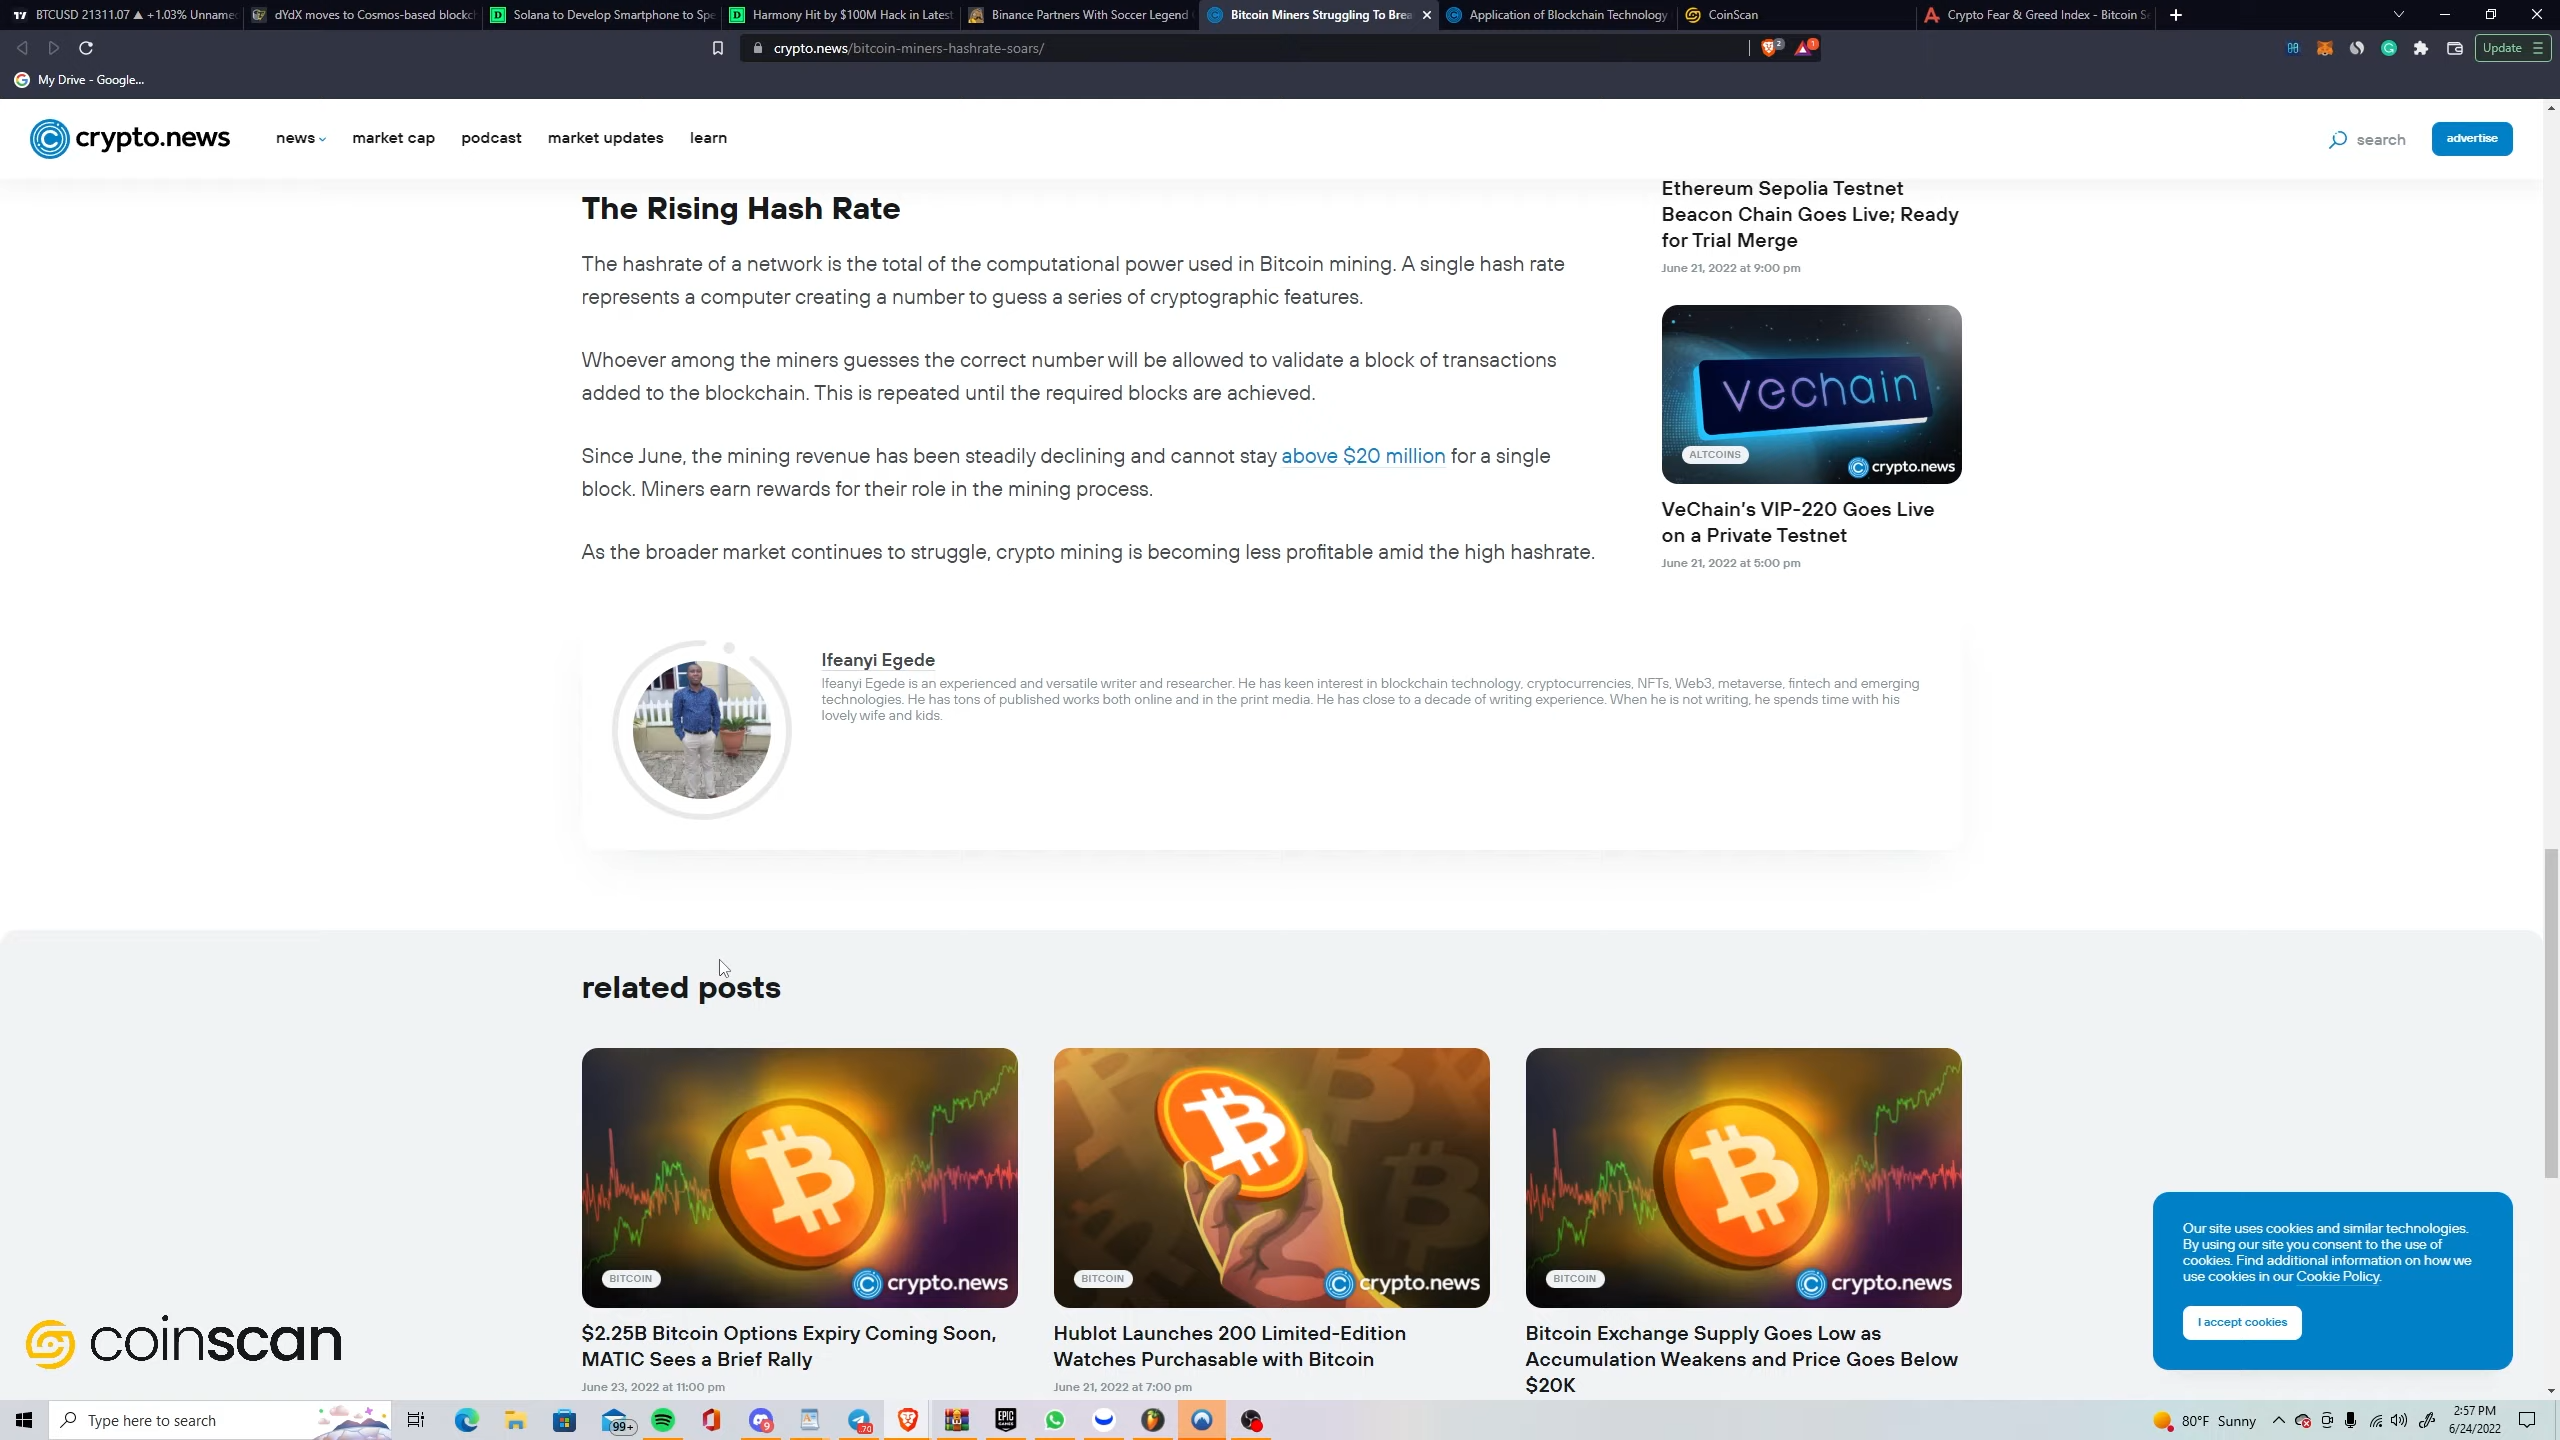 BTCUSD 21311.07 ▲ +1.03% Unname
dYdX moves to Cosmos-based blockc
Solana to Develop Smartphone to Spe
Harmony Hit by $100M Hack in Latest
Binance Partners With Soccer Legend
Bitcoin Miners Struggling To Brea
Application of Blockchain Technology
CoinScan
Crypto Fear & Greed Index - Bitcoin Se
crypto.news/bitcoin-miners-hashrate-soars/
2
1
Update
My Drive - Google...
crypto.news
news
market cap
podcast
market updates
learn
search
advertise
The Rising Hash Rate
The hashrate of a network is the total of the computational power used in Bitcoin mining. A single hash rate
represents a computer creating a number to guess a series of cryptographic features.
Whoever among the miners guesses the correct number will be allowed to validate a block of transactions
added to the blockchain. This is repeated until the required blocks are achieved.
Since June, the mining revenue has been steadily declining and cannot stay above $20 million for a single
block. Miners earn rewards for their role in the mining process.
As the broader market continues to struggle, crypto mining is becoming less profitable amid the high hashrate.
Ethereum Sepolia Testnet
Beacon Chain Goes Live; Ready
for Trial Merge
June 21, 2022 at 9:00 pm
vechain
ALTCOINS
crypto.news
VeChain's VIP-220 Goes Live
on a Private Testnet
June 21, 2022 at 5:00 pm
Ifeanyi Egede
Ifeanyi Egede is an experienced and versatile writer and researcher. He has keen interest in blockchain technology, cryptocurrencies, NFTs, Web3, metaverse, fintech and emerging
technologies. He has tons of published works both online and in the print media. He has close to a decade of writing experience. When he is not writing, he spends time with his
lovely wife and kids.
related posts
BITCOIN
crypto.news
$2.25B Bitcoin Options Expiry Coming Soon,
MATIC Sees a Brief Rally
June 23, 2022 at 11:00 pm
BITCOIN
crypto.news
Hublot Launches 200 Limited-Edition
Watches Purchasable with Bitcoin
June 21, 2022 at 7:00 pm
BITCOIN
crypto.news
Bitcoin Exchange Supply Goes Low as
Accumulation Weakens and Price Goes Below
$20K
Our site uses cookies and similar technologies.
By using our site you consent to the use of
cookies. Find additional information on how we
use cookies in our Cookie Policy.
I accept cookies
coinscan
Type here to search
99+
9
70
EPIC
GAMES
80°F Sunny
2:57 PM
6/24/2022